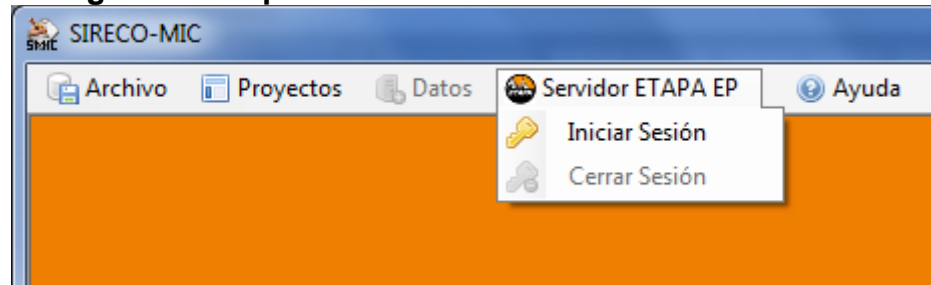 SIRECO-MIC
Archivo Proyectos Datos Servidor ETAPA EP Ayuda
Iniciar Sesión
Cerrar Sesión